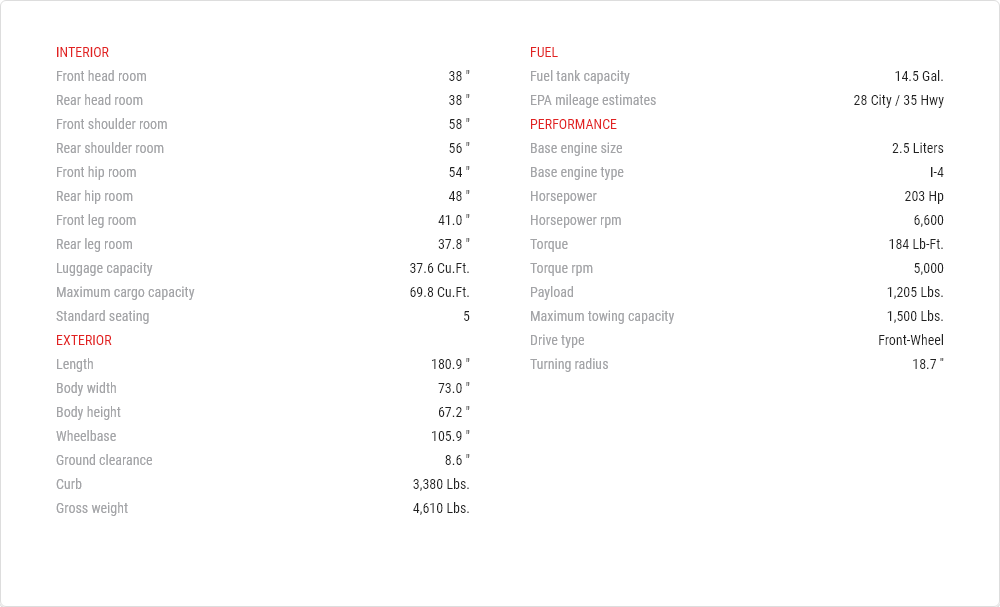 INTERIOR
Front head room 38 "
Rear head room 38 "
Front shoulder room 58 "
Rear shoulder room 56 "
Front hip room 54 "
Rear hip room 48 "
Front leg room 41.0 "
Rear leg room 37.8 "
Luggage capacity 37.6 Cu.Ft.
Maximum cargo capacity 69.8 Cu.Ft.
Standard seating 5
EXTERIOR
Length 180.9 "
Body width 73.0 "
Body height 67.2 "
Wheelbase 105.9 "
Ground clearance 8.6 "
Curb 3,380 Lbs.
Gross weight 4,610 Lbs.
FUEL
Fuel tank capacity 14.5 Gal.
EPA mileage estimates 28 City / 35 Hwy
PERFORMANCE
Base engine size 2.5 Liters
Base engine type I-4
Horsepower 203 Hp
Horsepower rpm 6,600
Torque 184 Lb-Ft.
Torque rpm 5,000
Payload 1,205 Lbs.
Maximum towing capacity 1,500 Lbs.
Drive type Front-Wheel
Turning radius 18.7 "